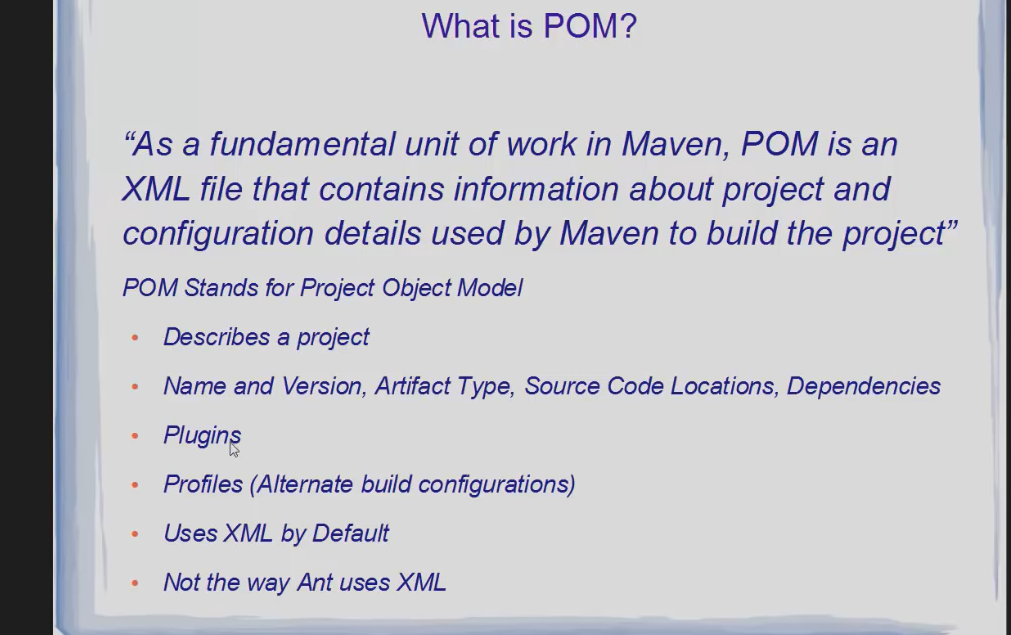 What is POM?
“As a fundamental unit of work in Maven, POM is an
XML file that contains information about project and
configuration details used by Maven to build the project”
POM Stands for Project Object Model
• Describes a project
• Name and Version, Artifact Type, Source Code Locations, Dependencies
• Plugins
• Profiles (Alternate build configurations)
• Uses XML by Default
• Not the way Ant uses XML